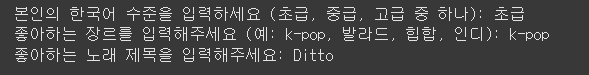 본인의 한국어 수준을 입력하세요 (초급, 중급, 고급 중 하나): 초급
좋아하는 장르를 입력해주세요 (예: k-pop, 발라드, 힙합, 인디): k-pop
좋아하는 노래 제목을 입력해주세요: Ditto